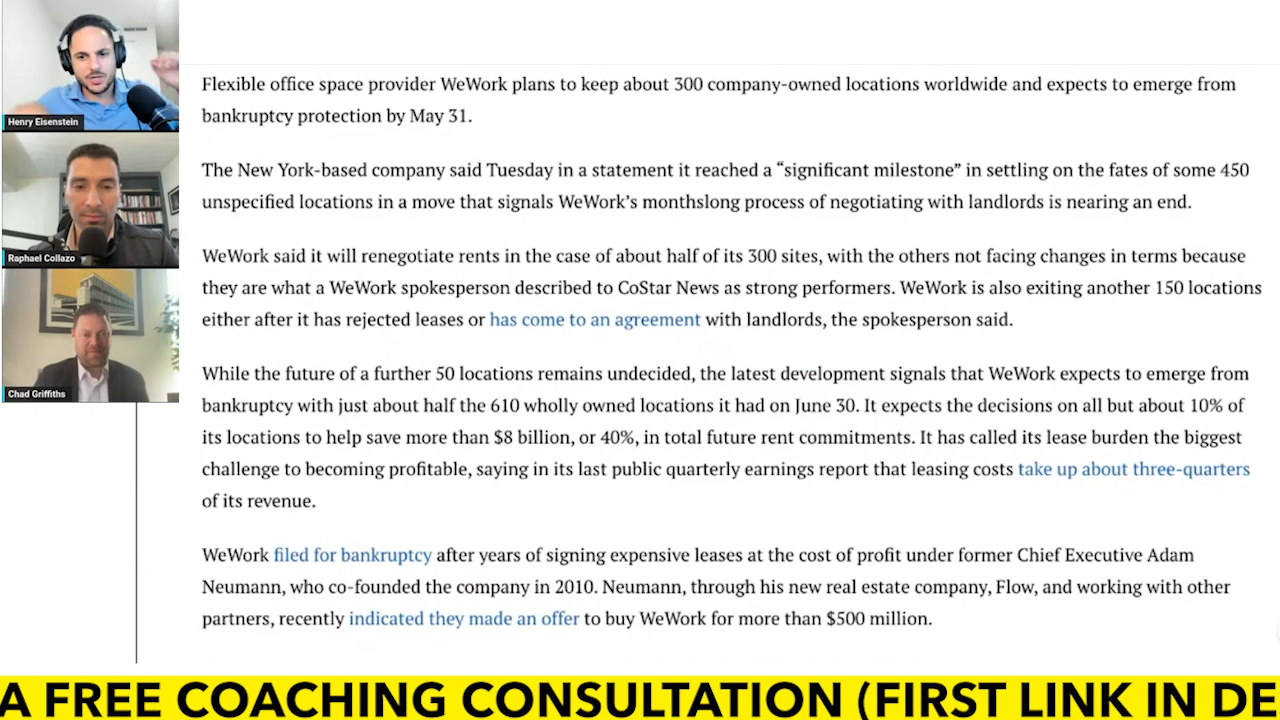 Henry Eisenstein
Raphael Collazo
Chad Griffiths
Flexible office space provider WeWork plans to keep about 300 company-owned locations worldwide and expects to emerge from
bankruptcy protection by May 31.
The New York-based company said Tuesday in a statement it reached a “significant milestone” in settling on the fates of some 450
unspecified locations in a move that signals WeWork’s monthslong process of negotiating with landlords is nearing an end.
WeWork said it will renegotiate rents in the case of about half of its 300 sites, with the others not facing changes in terms because
they are what a WeWork spokesperson described to CoStar News as strong performers. WeWork is also exiting another 150 locations
either after it has rejected leases or has come to an agreement with landlords, the spokesperson said.
While the future of a further 50 locations remains undecided, the latest development signals that WeWork expects to emerge from
bankruptcy with just about half the 610 wholly owned locations it had on June 30. It expects the decisions on all but about 10% of
its locations to help save more than $8 billion, or 40%, in total future rent commitments. It has called its lease burden the biggest
challenge to becoming profitable, saying in its last public quarterly earnings report that leasing costs take up about three-quarters
of its revenue.
WeWork filed for bankruptcy after years of signing expensive leases at the cost of profit under former Chief Executive Adam
Neumann, who co-founded the company in 2010. Neumann, through his new real estate company, Flow, and working with other
partners, recently indicated they made an offer to buy WeWork for more than $500 million.
A FREE COACHING CONSULTATION (FIRST LINK IN DE